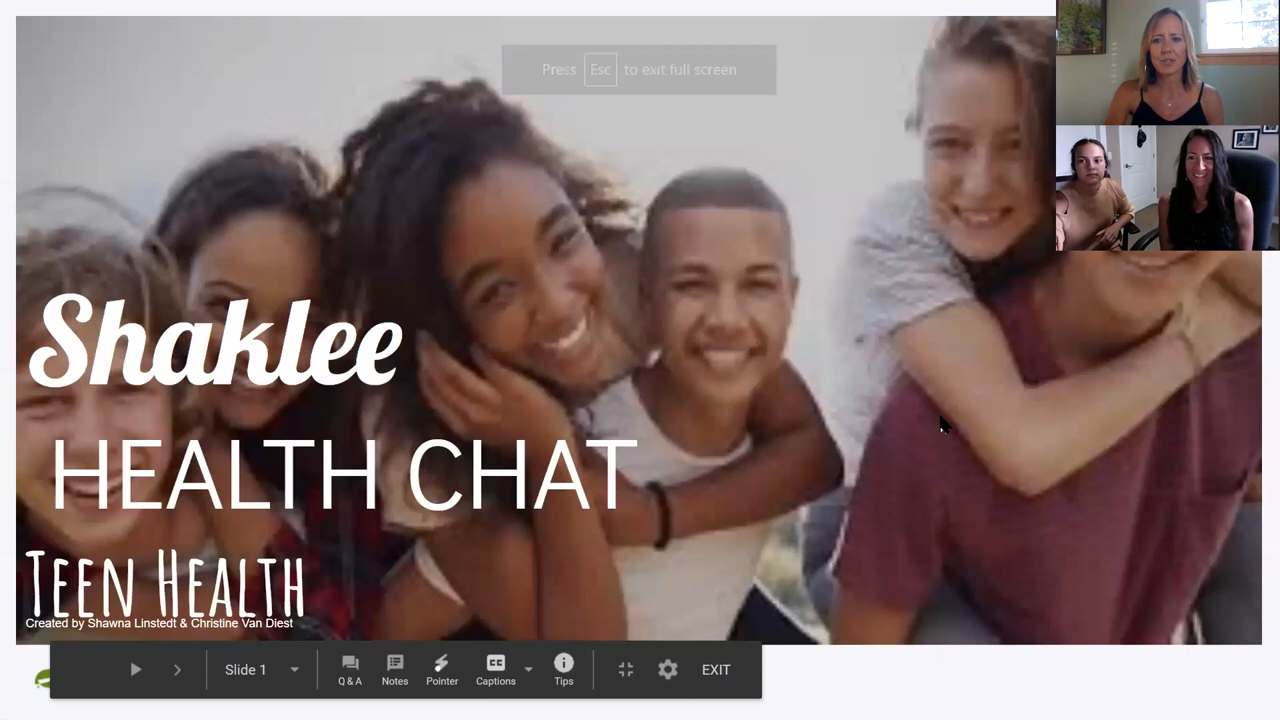 Press Esc to exit full screen
Shaklee
HEALTH CHAT
TEEN HEALTH
Created by Shawna Linstedt & Christine Van Diest
Slide 1
Q & A
Notes
Pointer
CC
Captions
Tips
EXIT